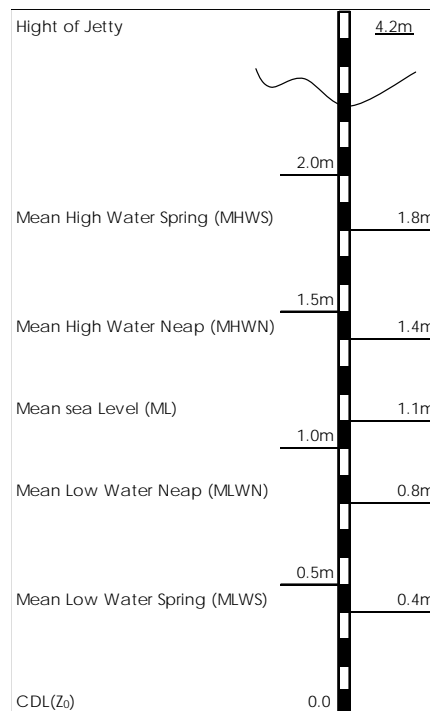 Hight of Jetty 4.2m
2.0m
Mean High Water Spring (MHWS) 1.8m
1.5m
Mean High Water Neap (MHWN) 1.4m
Mean sea Level (ML) 1.1m
1.0m
Mean Low Water Neap (MLWN) 0.8m
0.5m
Mean Low Water Spring (MLWS) 0.4m
CDL(Z₀) 0.0